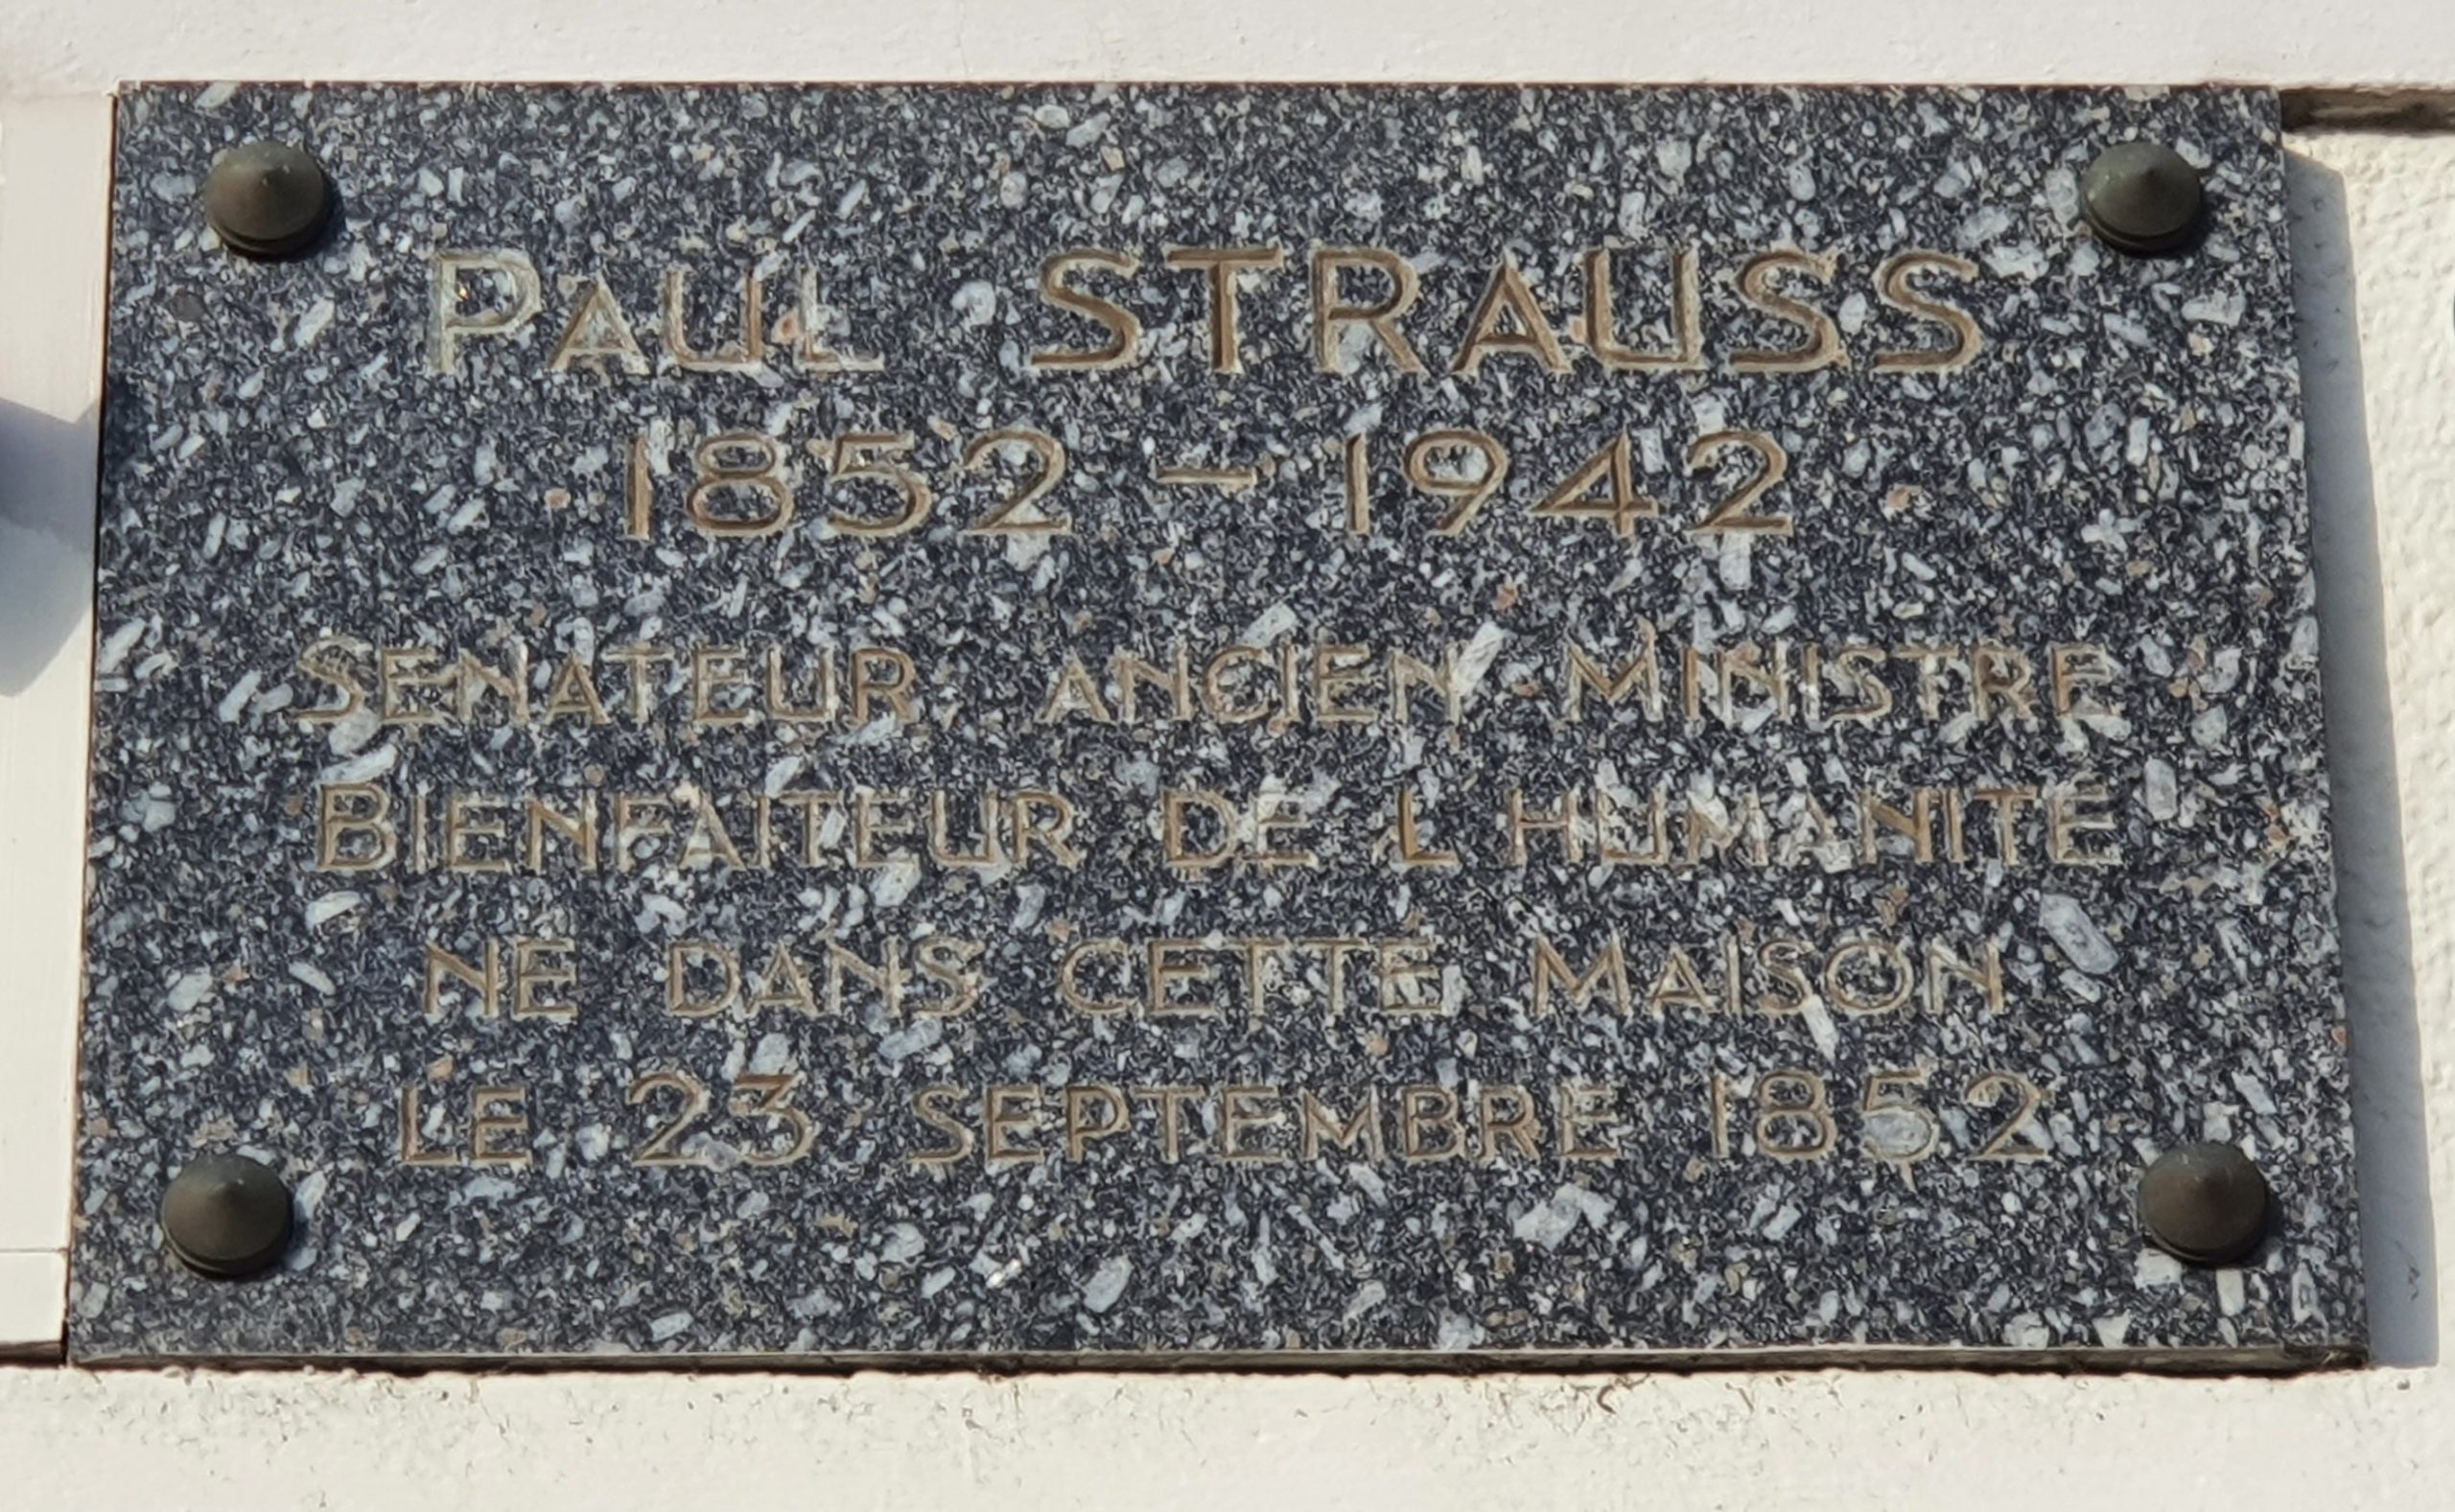 PAUL STRAUSS
1852 - 1942
SENATEUR ANCIEN MINISTRE
BIENFAITEUR DE L HUMANITE
NE DANS CETTE MAISON
LE 23 SEPTEMBRE 1852